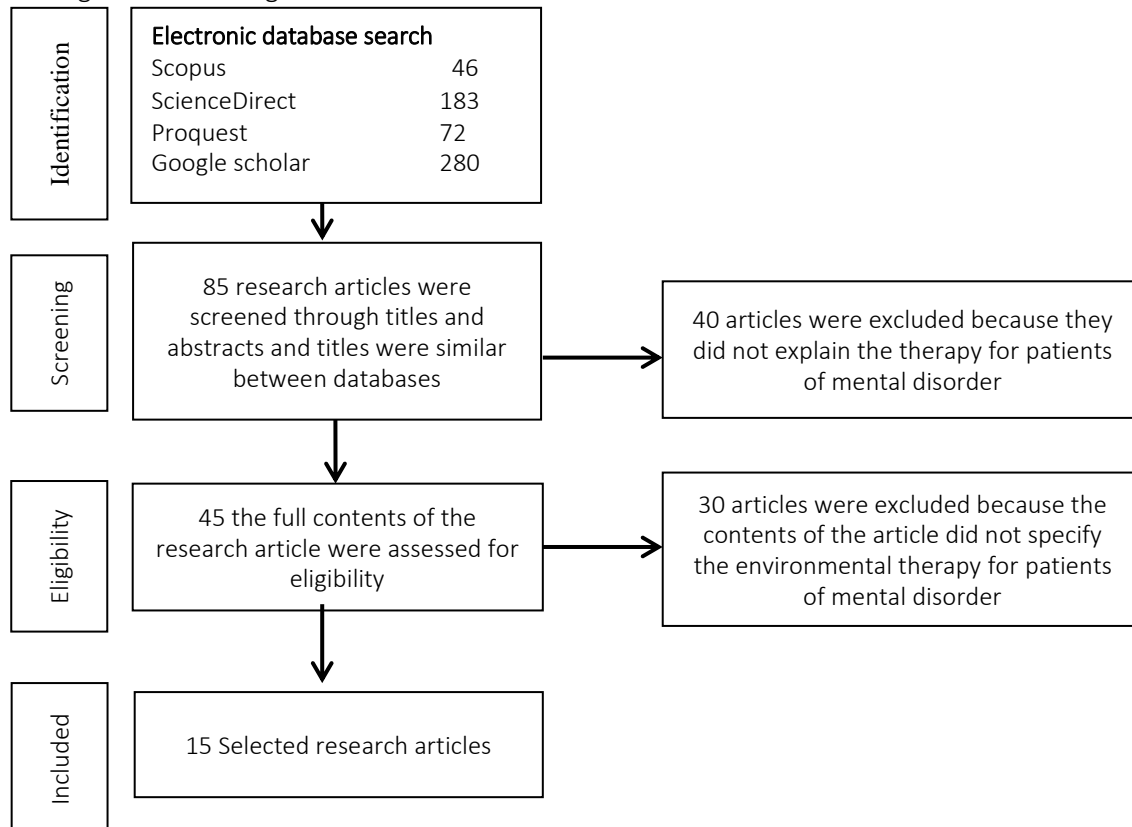 Identification
Electronic database search
Scopus 46
ScienceDirect 183
Proquest 72
Google scholar 280
Screening
85 research articles were
screened through titles and
abstracts and titles were similar
between databases
40 articles were excluded because they
did not explain the therapy for patients
of mental disorder
Eligibility
45 the full contents of the
research article were assessed for
eligibility
30 articles were excluded because the
contents of the article did not specify
the environmental therapy for patients
of mental disorder
Included
15 Selected research articles